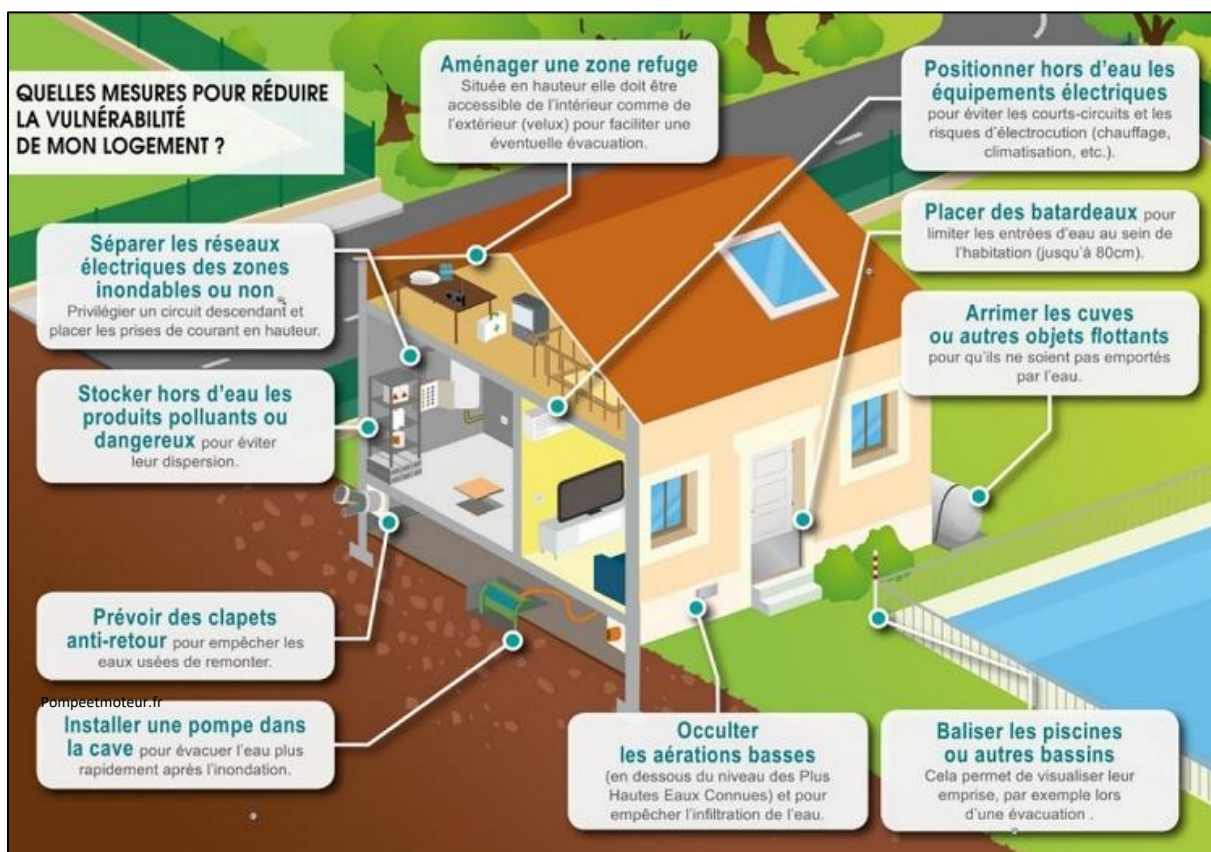 QUELLES MESURES POUR RÉDUIRE
LA VULNÉRABILITÉ
DE MON LOGEMENT ?
Aménager une zone refuge
Située en hauteur elle doit être
accessible de l'intérieur comme de
l'extérieur (velux) pour faciliter une
éventuelle évacuation.
Positionner hors d'eau les
équipements électriques
pour éviter les courts-circuits et les
risques d'électrocution (chauffage,
climatisation, etc.).
Séparer les réseaux
électriques des zones
inondables ou non
Privilégier un circuit descendant et
placer les prises de courant en hauteur.
Placer des batardeaux pour
limiter les entrées d'eau au sein de
l'habitation (jusqu'à 80cm).
Arrimer les cuves
ou autres objets flottants
pour qu'ils ne soient pas emportés
par l'eau.
Stocker hors d'eau les
produits polluants ou
dangereux pour éviter
leur dispersion.
Prévoir des clapets
anti-retour pour empêcher les
eaux usées de remonter.
Pompeetmoteur.fr
Installer une pompe dans
la cave pour évacuer l'eau plus
rapidement après l'inondation.
Occulter
les aérations basses
(en dessous du niveau des Plus
Hautes Eaux Connues) et pour
empêcher l'infiltration de l'eau.
Baliser les piscines
ou autres bassins
Cela permet de visualiser leur
emprise, par exemple lors
d'une évacuation .